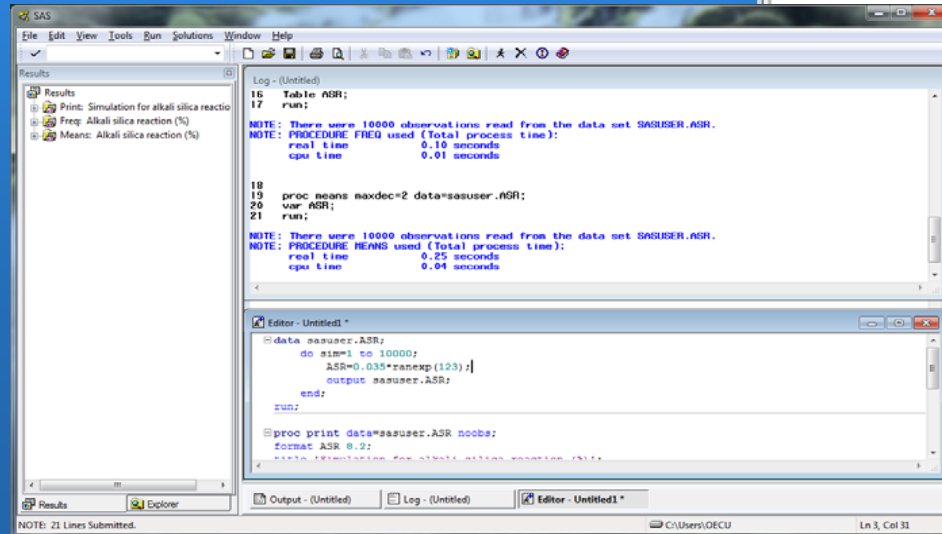 SAS
File Edit View Tools Run Solutions Window Help
Results
Results
Print: Simulation for alkali silica reactio
Freq: Alkali silica reaction (%)
Means: Alkali silica reaction (%)
Log - (Untitled)
16 Table ASR;
17 run;
NOTE: There were 10000 observations read from the data set SASUSER.ASR.
NOTE: PROCEDURE FREQ used (Total process time):
real time 0.10 seconds
cpu time 0.01 seconds
18
19 proc means maxdec=2 data=sasuser.ASR;
20 var ASR;
21 run;
NOTE: There were 10000 observations read from the data set SASUSER.ASR.
NOTE: PROCEDURE MEANS used (Total process time):
real time 0.25 seconds
cpu time 0.04 seconds
Editor - Untitled1 *
data sasuser.ASR;
do sim=1 to 10000;
ASR=0.035*ranexp(123);
output sasuser.ASR;
end;
run;
proc print data=sasuser.ASR noobs;
format ASR 8.2;
title 'Simulation for alkali silica reaction (%)';
Results
Explorer
Output - (Untitled)
Log - (Untitled)
Editor - Untitled1 *
NOTE: 21 Lines Submitted.
C:\Users\OECU
Ln 3, Col 31